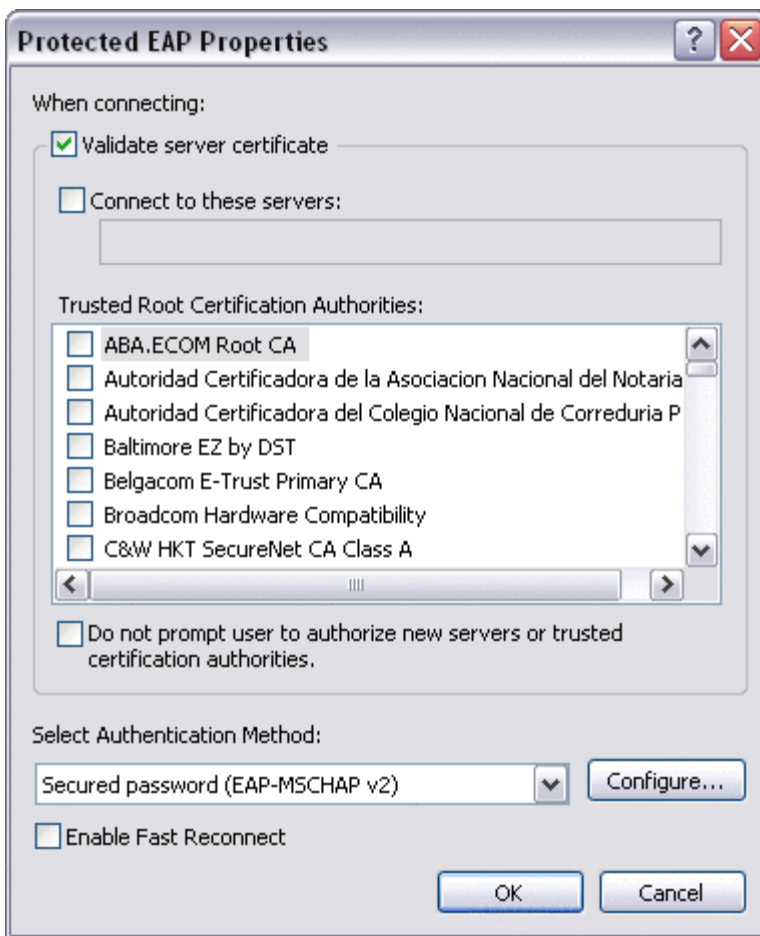 Protected EAP Properties
When connecting:
Validate server certificate
Connect to these servers:
Trusted Root Certification Authorities:
ABA.ECOM Root CA
Autoridad Certificadora de la Asociacion Nacional del Notaria
Autoridad Certificadora del Colegio Nacional de Correduria P
Baltimore EZ by DST
Belgacom E-Trust Primary CA
Broadcom Hardware Compatibility
C&W HKT SecureNet CA Class A
Do not prompt user to authorize new servers or trusted
certification authorities.
Select Authentication Method:
Secured password (EAP-MSCHAP v2)
Configure...
Enable Fast Reconnect
OK
Cancel